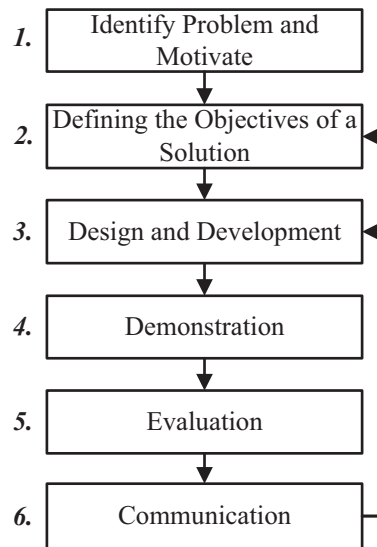 1. Identify Problem and
Motivate
2. Defining the Objectives of a
Solution
3. Design and Development
4. Demonstration
5. Evaluation
6. Communication